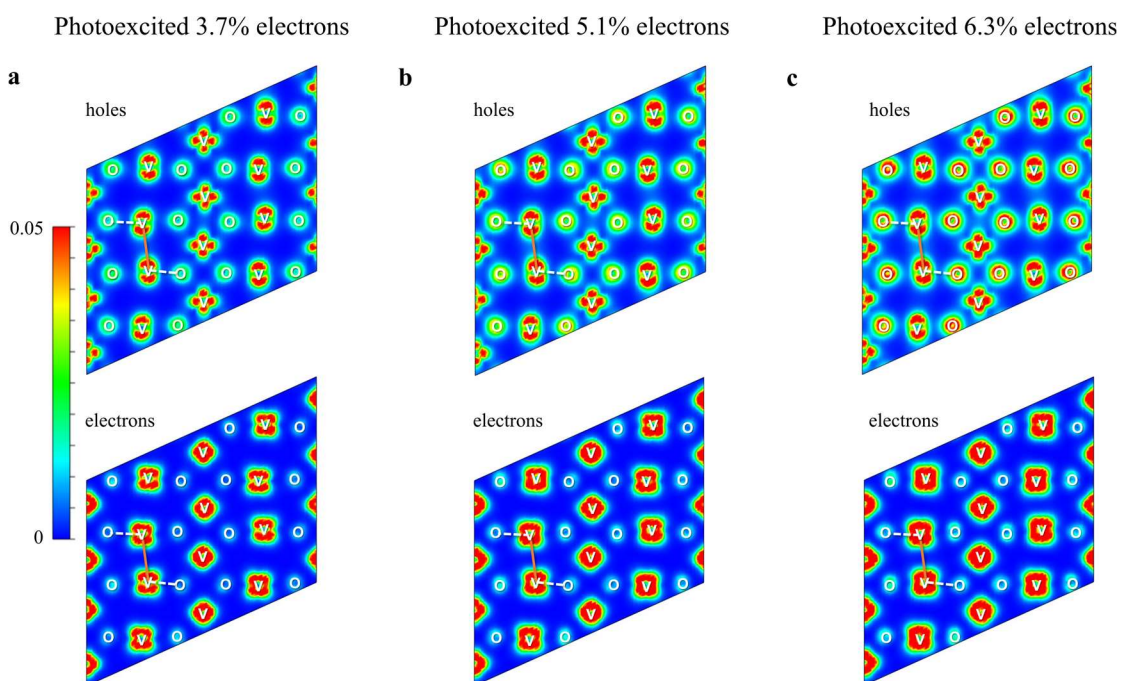 Photoexcited 3.7% electrons
Photoexcited 5.1% electrons
Photoexcited 6.3% electrons
a
b
c
holes
O V O
V
O V O O V O
V
O V O O V O
V
O V O O V O
V
O V O
holes
O V O
V
O V O O V O
V
O V O O V O
V
O V O O V O
V
O V O
holes
O V O
V
O V O O V O
V
O V O O V O
V
O V O O V O
V
O V O
0.05
0
electrons
O V O
V
O V O O V O
V
O V O O V O
V
O V O O V O
V
O V O
electrons
O V O
V
O V O O V O
V
O V O O V O
V
O V O O V O
V
O V O
electrons
O V O
V
O V O O V O
V
O V O O V O
V
O V O O V O
V
O V O